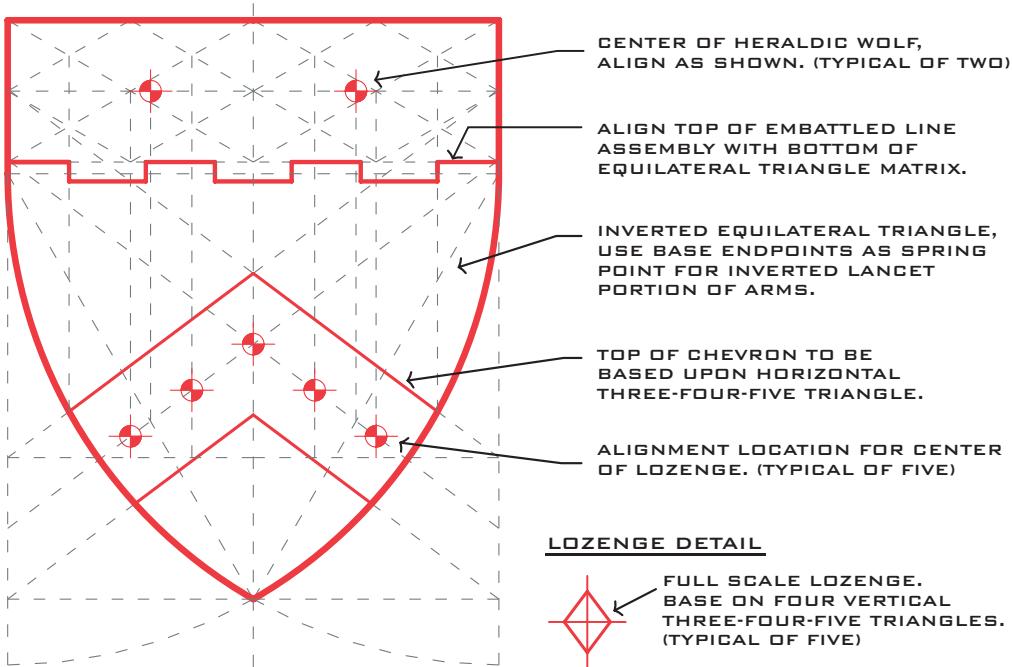 CENTER OF HERALDIC WOLF,
ALIGN AS SHOWN. (TYPICAL OF TWO)
ALIGN TOP OF EMBATTLED LINE
ASSEMBLY WITH BOTTOM OF
EQUILATERAL TRIANGLE MATRIX.
INVERTED EQUILATERAL TRIANGLE,
USE BASE ENDPOINTS AS SPRING
POINT FOR INVERTED LANCET
PORTION OF ARMS.
TOP OF CHEVRON TO BE
BASED UPON HORIZONTAL
THREE-FOUR-FIVE TRIANGLE.
ALIGNMENT LOCATION FOR CENTER
OF LOZENGE. (TYPICAL OF FIVE)
LOZENGE DETAIL
FULL SCALE LOZENGE.
BASE ON FOUR VERTICAL
THREE-FOUR-FIVE TRIANGLES.
(TYPICAL OF FIVE)